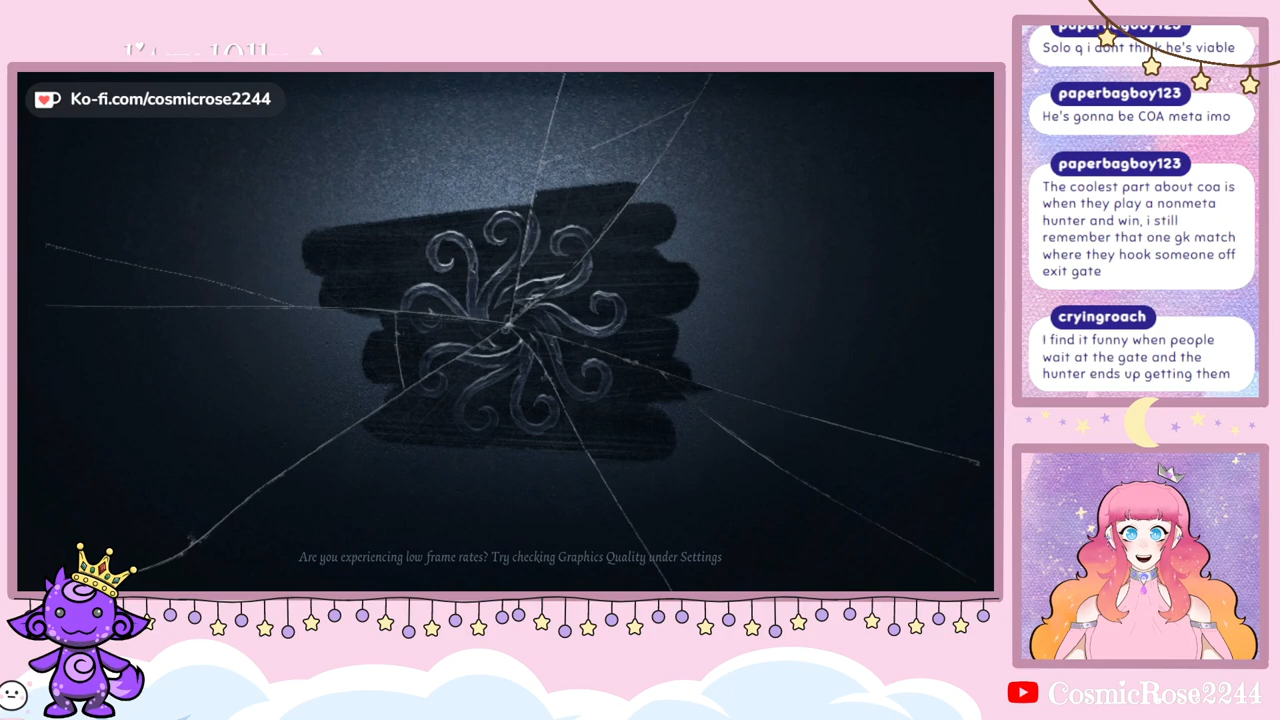 Ko-fi.com/cosmicrose2244
Are you experiencing low frame rates? Try checking Graphics Quality under Settings
paperbagboy123
Solo q i dont think he's viable
paperbagboy123
He's gonna be COA meta imo
paperbagboy123
The coolest part about coa is
when they play a nonmeta
hunter and win, i still
remember that one gk match
where they hook someone off
exit gate
cryingroach
I find it funny when people
wait at the gate and the
hunter ends up getting them
CosmicRose2244